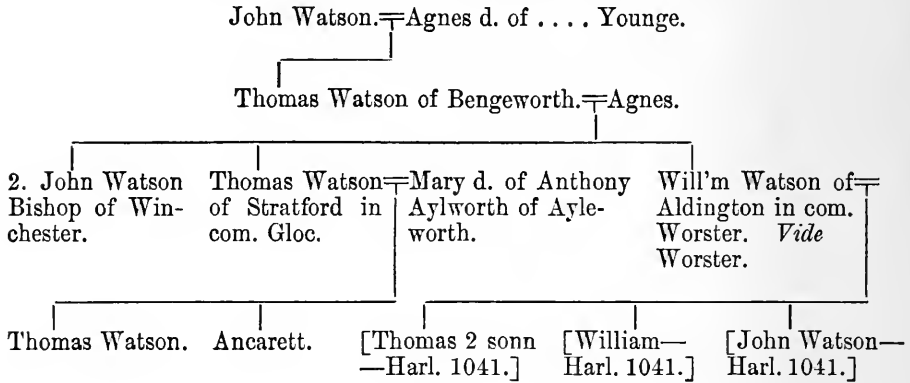 John Watson.=Agnes d. of .... Younge.
Thomas Watson of Bengeworth.=Agnes.
2. John Watson
Bishop of Win-
chester.
Thomas Watson=
of Stratford in
com. Gloc.
Mary d. of Anthony
Aylworth of Ayle-
worth.
Will'm Watson of=
Aldington in com.
Worster. Vide
Worster.
Thomas Watson.
Ancarett.
[Thomas 2 sonn
—Harl. 1041.]
[William—
Harl. 1041.]
[John Watson—
Harl. 1041.]